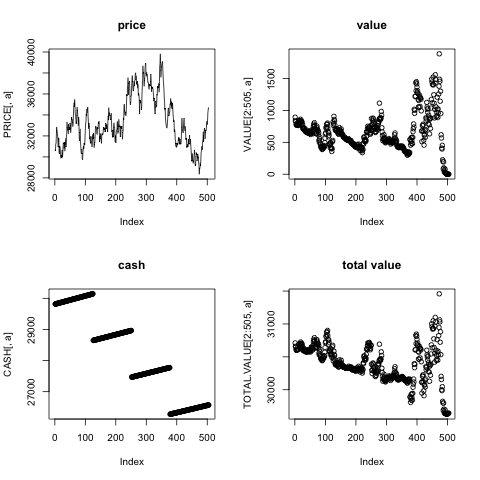 price
PRICE[, a]
28000 32000 36000 40000
0 100 200 300 400 500
Index
value
VALUE[2:505, a]
0 500 1000 1500
0 100 200 300 400 500
Index
cash
CASH[, a]
27000 29000
0 100 200 300 400 500
Index
total value
TOTAL.VALUE[2:505, a]
30000 31000
0 100 200 300 400 500
Index